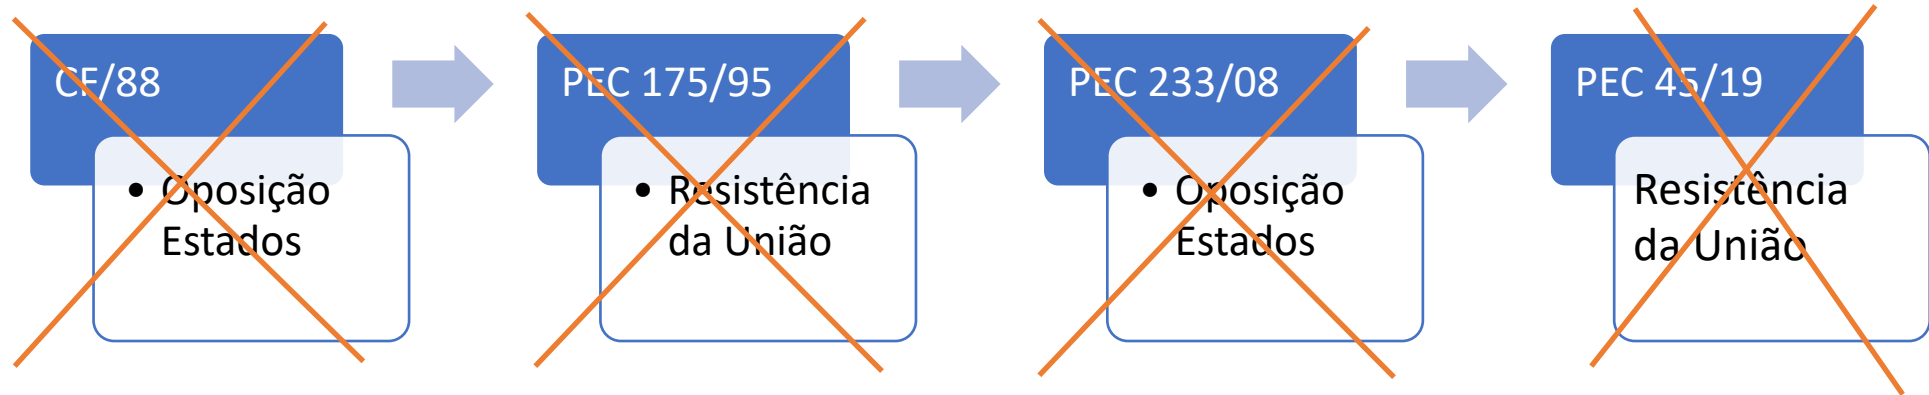 CF/88
• Oposição
Estados
PEC 175/95
• Resistência
da União
PEC 233/08
• Oposição
Estados
PEC 45/19
Resistência
da União